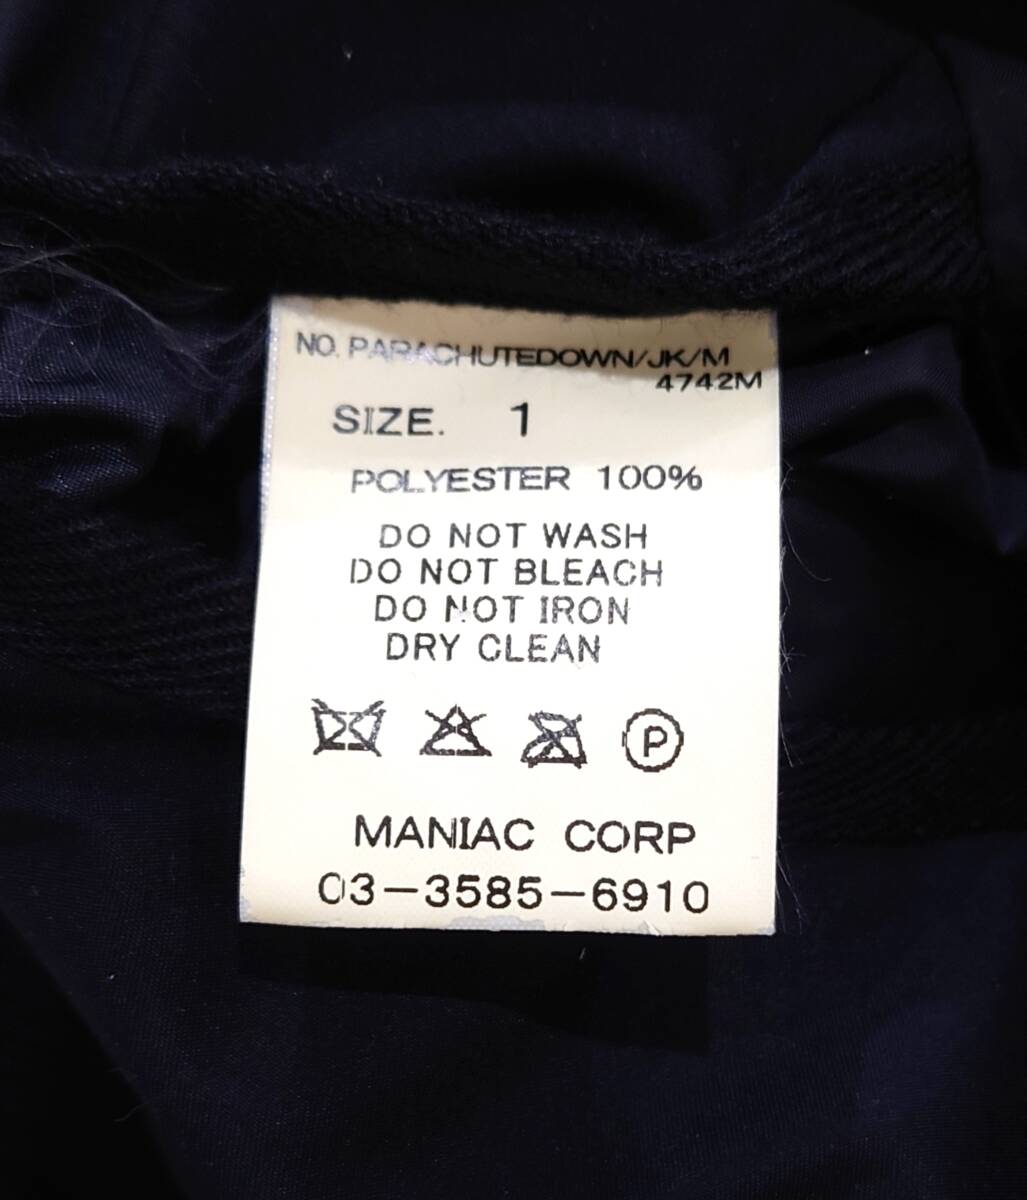 NO. PARACHUTEDOWN/JK/M
4742M
SIZE. 1
POLYESTER 100%
DO NOT WASH
DO NOT BLEACH
DO NOT IRON
DRY CLEAN
P
MANIAC CORP
03-3585-6910